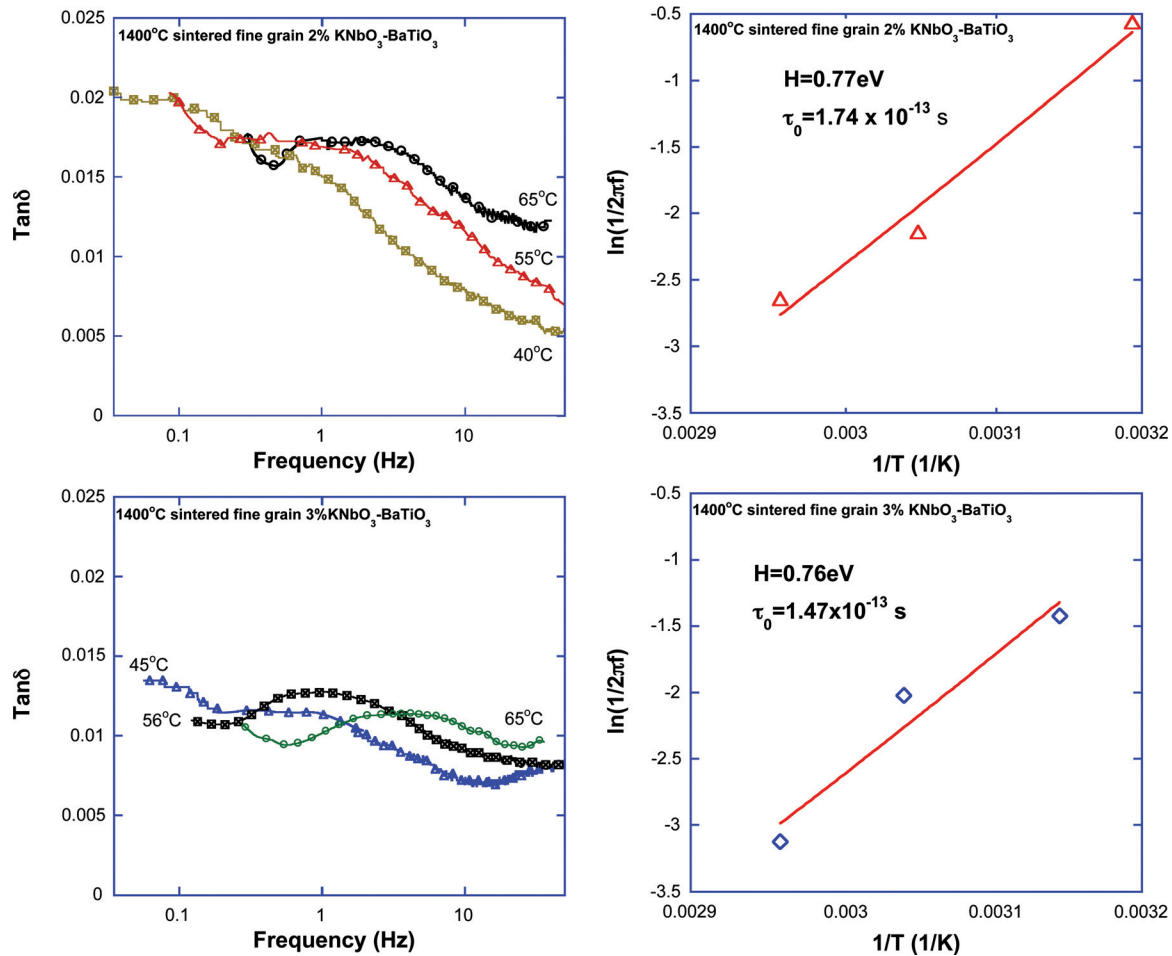 1400°C sintered fine grain 2% KNbO₃-BaTiO₃
Tanδ
0.025
0.02
0.015
0.01
0.005
0
65°C
55°C
40°C
0.1 1 10
Frequency (Hz)
1400°C sintered fine grain 2% KNbO₃-BaTiO₃
H=0.77eV
τ₀=1.74 x 10⁻¹³ s
ln(1/2πf)
-0.5
-1
-1.5
-2
-2.5
-3
-3.5
0.0029 0.003 0.0031 0.0032
1/T (1/K)
1400°C sintered fine grain 3%KNbO₃-BaTiO₃
Tanδ
0.025
0.02
0.015
0.01
0.005
0
45°C
56°C
65°C
0.1 1 10
Frequency (Hz)
1400°C sintered fine grain 3% KNbO₃-BaTiO₃
H=0.76eV
τ₀=1.47x10⁻¹³ s
ln(1/2πf)
-0.5
-1
-1.5
-2
-2.5
-3
-3.5
0.0029 0.003 0.0031 0.0032
1/T (1/K)